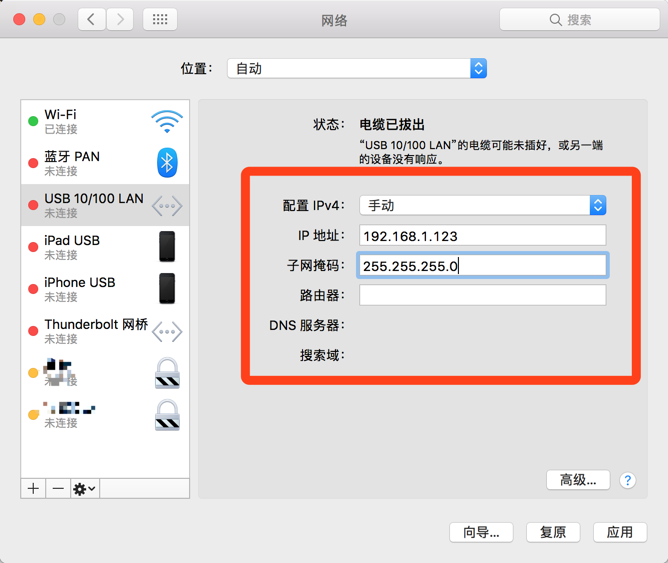 网络
搜索
位置：
自动
Wi-Fi
已连接
蓝牙 PAN
未连接
USB 10/100 LAN
未连接
iPad USB
未连接
iPhone USB
未连接
Thunderbolt 网桥
未连接
未连接
未连接
状态：
电缆已拔出
“USB 10/100 LAN”的电缆可能未插好，或另一端
的设备没有响应。
配置 IPv4：
手动
IP 地址：
192.168.1.123
子网掩码：
255.255.255.0
路由器：
DNS 服务器：
搜索域：
高级...
?
向导...
复原
应用